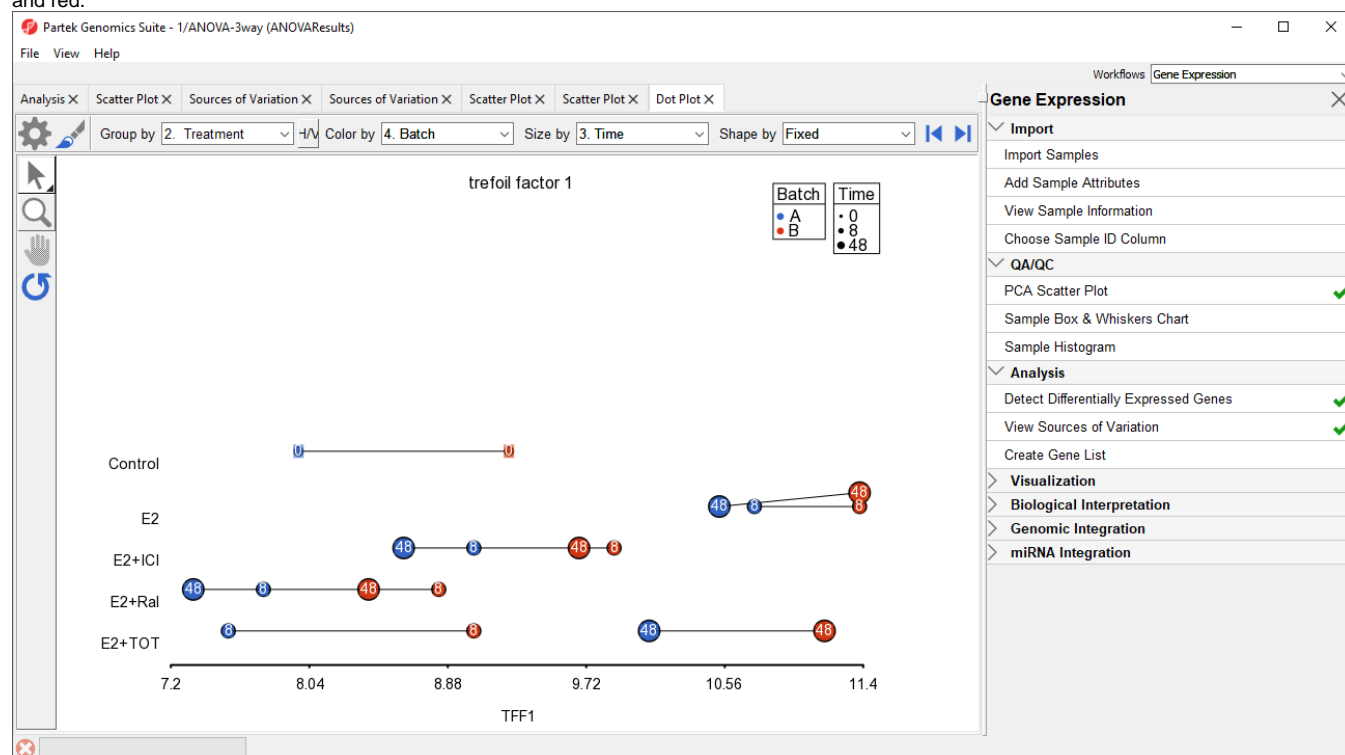 and red.
Partek Genomics Suite - 1/ANOVA-3way (ANOVAResults)
File View Help
Workflows Gene Expression
Analysis Scatter Plot Sources of Variation Sources of Variation Scatter Plot Scatter Plot Dot Plot
Group by 2. Treatment H/V Color by 4. Batch Size by 3. Time Shape by Fixed
trefoil factor 1
Batch
A
B
Time
0
8
48
0 0
Control
48
48 8 8
E2
48 8 48 8
E2+ICI
48 8 48 8
E2+Ral
8 8 48 48
E2+TOT
7.2 8.04 8.88 9.72 10.56 11.4
TFF1
Gene Expression
Import
Import Samples
Add Sample Attributes
View Sample Information
Choose Sample ID Column
QA/QC
PCA Scatter Plot
Sample Box & Whiskers Chart
Sample Histogram
Analysis
Detect Differentially Expressed Genes
View Sources of Variation
Create Gene List
Visualization
Biological Interpretation
Genomic Integration
miRNA Integration